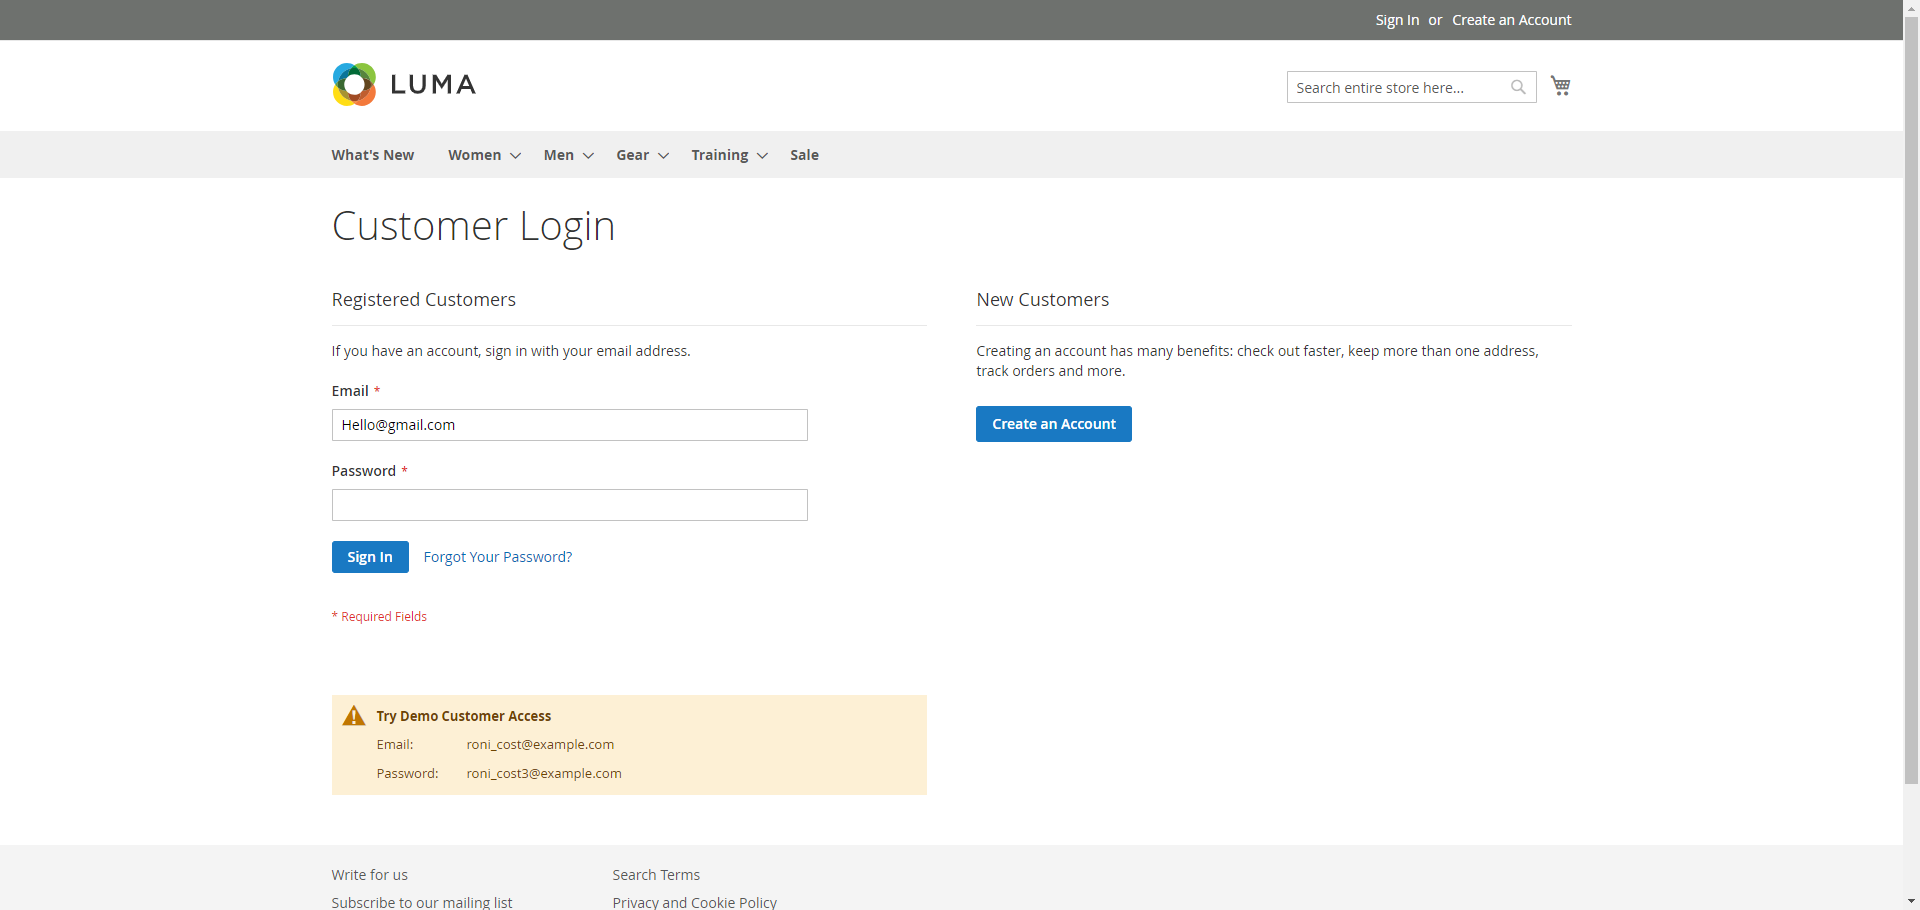 Sign In or Create an Account
LUMA
Search entire store here...
What's New Women Men Gear Training Sale
Customer Login
Registered Customers
If you have an account, sign in with your email address.
Email *
Hello@gmail.com
Password *
Sign In Forgot Your Password?
* Required Fields
Try Demo Customer Access
Email: roni_cost@example.com
Password: roni_cost3@example.com
New Customers
Creating an account has many benefits: check out faster, keep more than one address,
track orders and more.
Create an Account
Write for us
Subscribe to our mailing list
Search Terms
Privacy and Cookie Policy